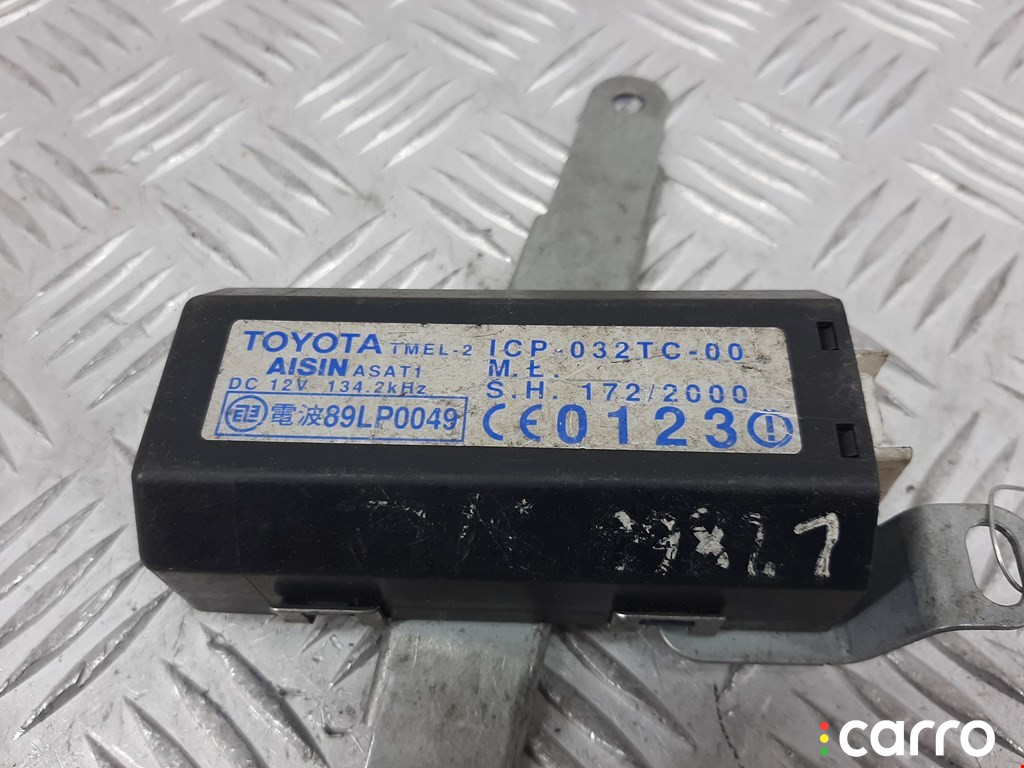 TOYOTA TMEL-2
AISIN ASAT1
DC 12V 134.2kHz
電波89LP0049
ICP-032TC-00
M.Ł.
S.H. 172/2000
CE0123
carro